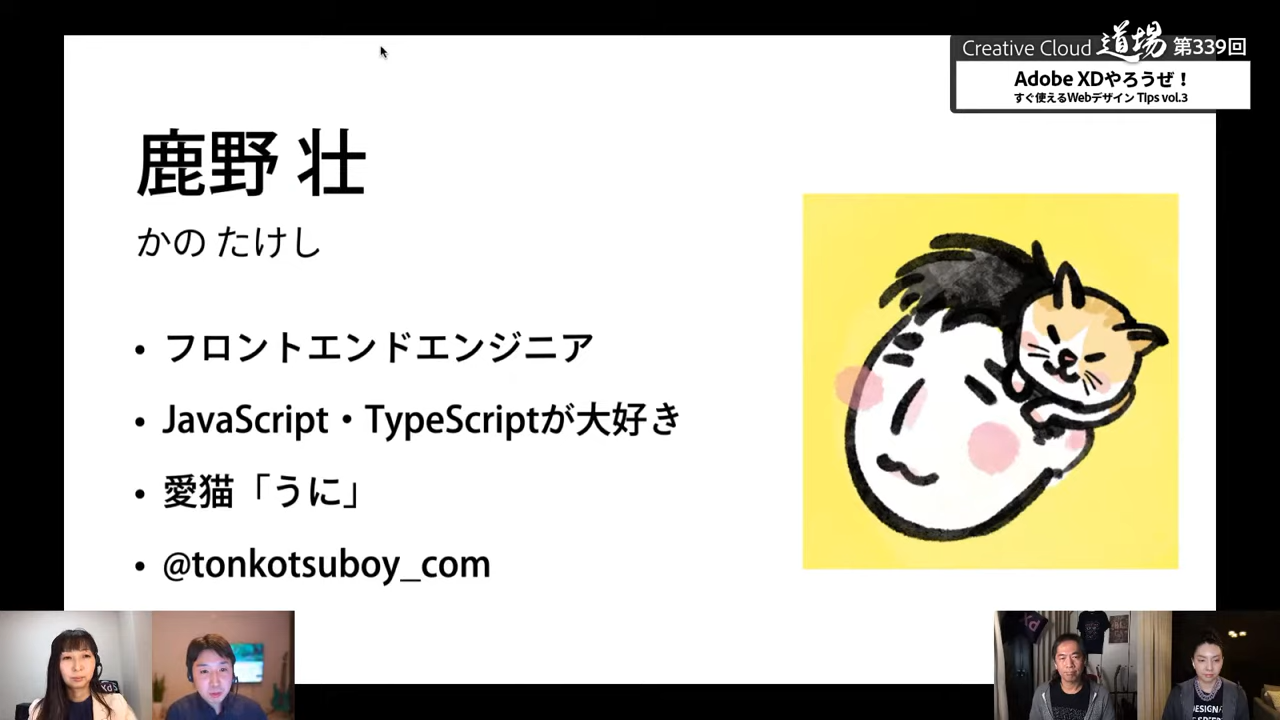 Creative Cloud 道場 第339回
Adobe XDやろうぜ！
すぐ使えるWebデザイン TIps vol.3
鹿野 壮
かの たけし
• フロントエンドエンジニア
• JavaScript・TypeScriptが大好き
• 愛猫「うに」
• @tonkotsuboy_com